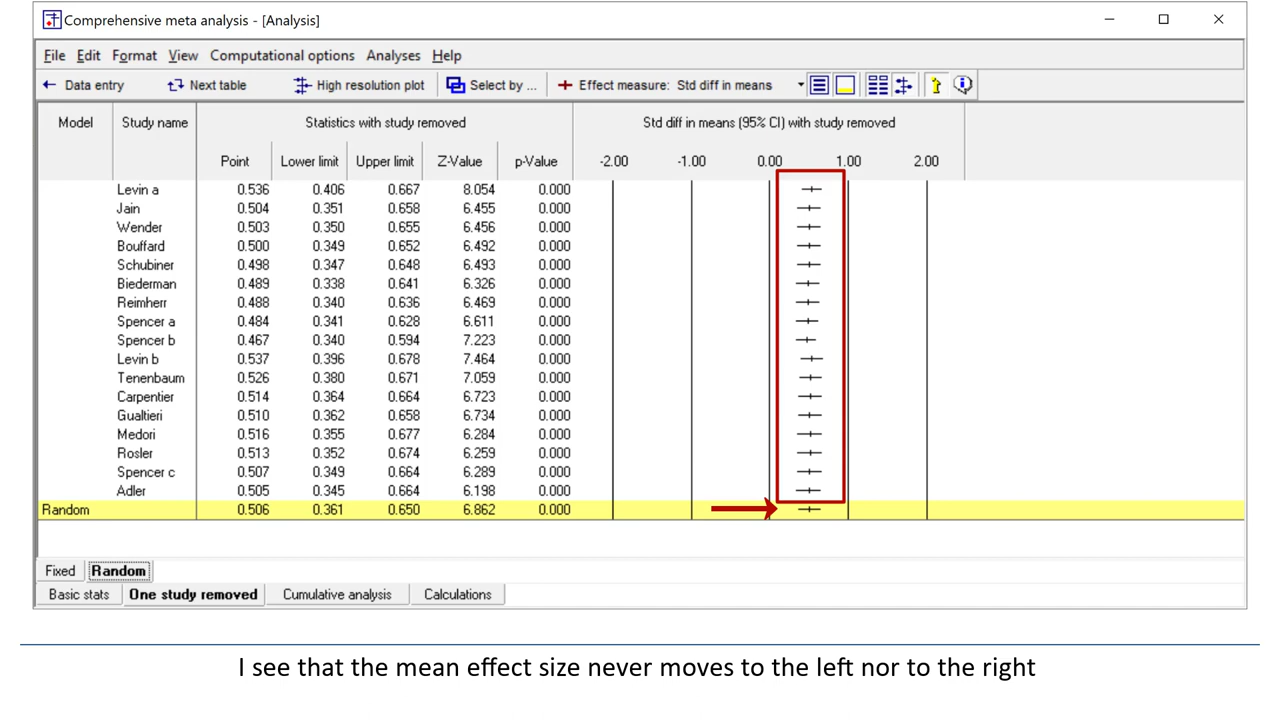 Comprehensive meta analysis - [Analysis]
File Edit Format View Computational options Analyses Help
Data entry Next table High resolution plot Select by ... Effect measure: Std diff in means
Model Study name Statistics with study removed Std diff in means (95% CI) with study removed
Point Lower limit Upper limit Z-Value p-Value -2.00 -1.00 0.00 1.00 2.00
Levin a 0.536 0.406 0.667 8.054 0.000
Jain 0.504 0.351 0.658 6.455 0.000
Wender 0.503 0.350 0.655 6.456 0.000
Bouffard 0.500 0.349 0.652 6.492 0.000
Schubiner 0.498 0.347 0.648 6.493 0.000
Biederman 0.489 0.338 0.641 6.326 0.000
Reimherr 0.488 0.340 0.636 6.469 0.000
Spencer a 0.484 0.341 0.628 6.611 0.000
Spencer b 0.467 0.340 0.594 7.223 0.000
Levin b 0.537 0.396 0.678 7.464 0.000
Tenenbaum 0.526 0.380 0.671 7.059 0.000
Carpentier 0.514 0.364 0.664 6.723 0.000
Gualtieri 0.510 0.362 0.658 6.734 0.000
Medori 0.516 0.355 0.677 6.284 0.000
Rosler 0.513 0.352 0.674 6.259 0.000
Spencer c 0.507 0.349 0.664 6.289 0.000
Adler 0.505 0.345 0.664 6.198 0.000
Random 0.506 0.361 0.650 6.862 0.000
Fixed Random
Basic stats One study removed Cumulative analysis Calculations
I see that the mean effect size never moves to the left nor to the right